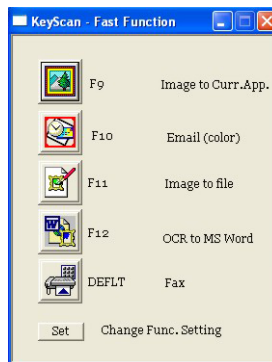 KeyScan - Fast Function
F9 Image to Curr.App.
F10 Email (color)
F11 Image to file
F12 OCR to MS Word
DEFLT Fax
Set Change Func. Setting